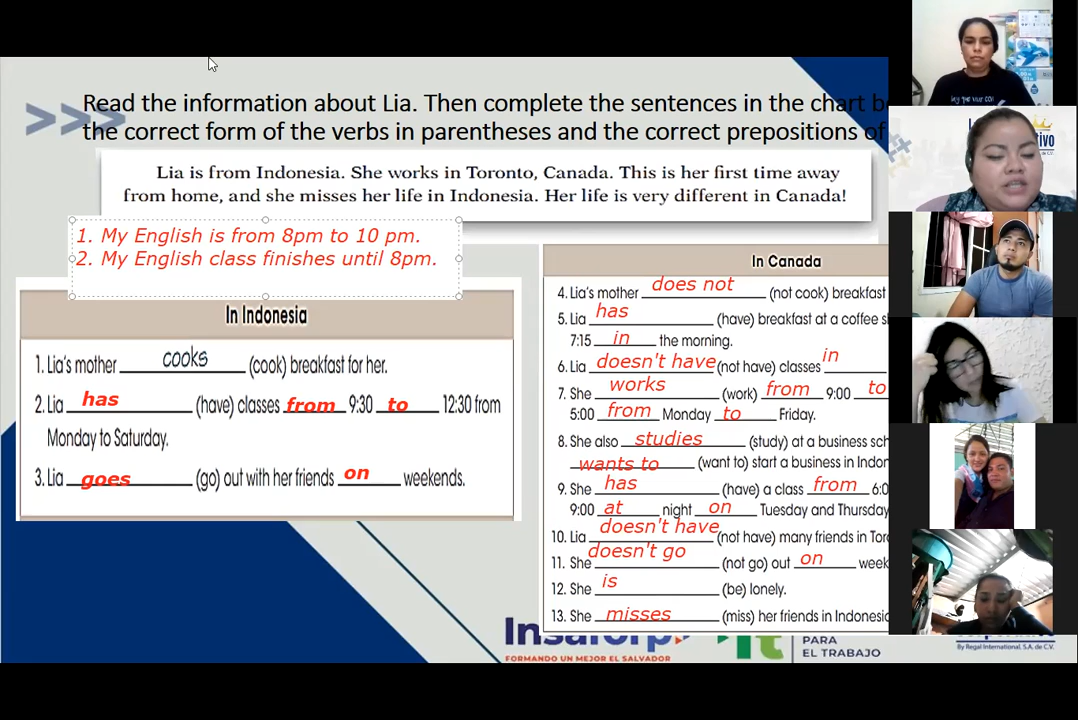 Read the information about Lia. Then complete the sentences in the chart
the correct form of the verbs in parentheses and the correct prepositions of
Lia is from Indonesia. She works in Toronto, Canada. This is her first time away
from home, and she misses her life in Indonesia. Her life is very different in Canada!
1. My English is from 8pm to 10 pm.
2. My English class finishes until 8pm.
In Indonesia
1. Lia's mother cooks (cook) breakfast for her.
2. Lia has (have) classes from 9:30 to 12:30 from
Monday to Saturday.
3. Lia goes (go) out with her friends on weekends.
In Canada
4. Lia's mother does not (not cook) breakfast
5. Lia has (have) breakfast at a coffee
7:15 in the morning.
6. Lia doesn't have (not have) classes in
7. She works (work) from 9:00 to
5:00 from Monday to Friday.
8. She also studies (study) at a business
wants to (want to) start a business in
9. She has (have) a class from
9:00 at night on Tuesday and Thursday
10. Lia doesn't have (not have) many friends in
11. She doesn't go (not go) out on
12. She is (be) lonely.
13. She misses (miss) her friends in
Insaforp
FORMANDO UN MEJOR EL SALVADOR
PARA
EL TRABAJO
By Regal International, S.A. de C.V.